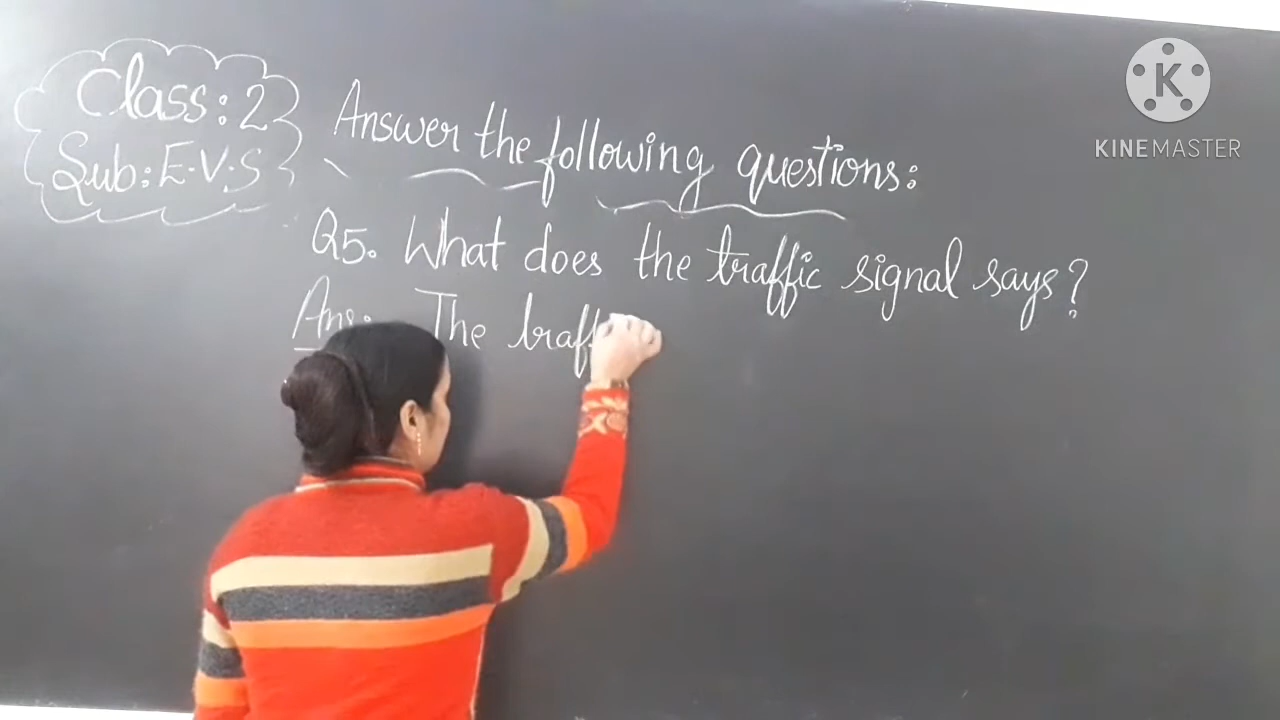 Class: 2
Sub: E.V.S
Answer the following questions:
Q5. What does the traffic signal says?
Ans: The traff
KINEMASTER